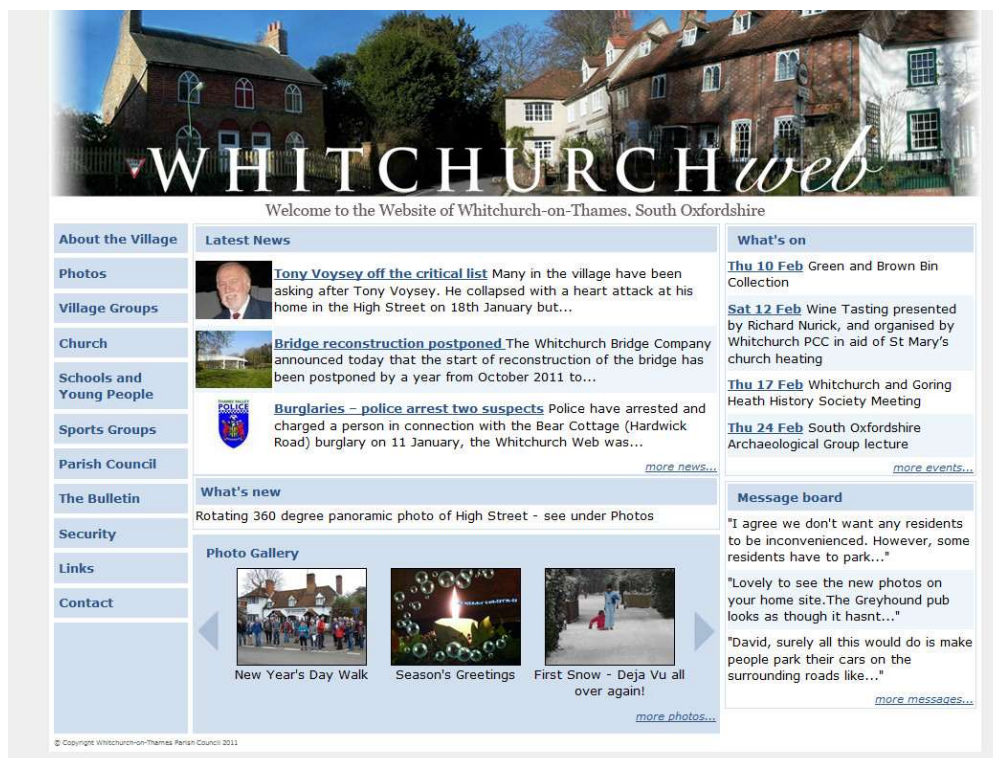 WHITCHURCHweb
Welcome to the Website of Whitchurch-on-Thames, South Oxfordshire
About the Village
Photos
Village Groups
Church
Schools and
Young People
Sports Groups
Parish Council
The Bulletin
Security
Links
Contact
Latest News
Tony Voysey off the critical list Many in the village have been
asking after Tony Voysey. He collapsed with a heart attack at his
home in the High Street on 18th January but...
Bridge reconstruction postponed The Whitchurch Bridge Company
announced today that the start of reconstruction of the bridge has
been postponed by a year from October 2011 to...
THAMES VALLEY
POLICE
Burglaries – police arrest two suspects Police have arrested and
charged a person in connection with the Bear Cottage (Hardwick
Road) burglary on 11 January, the Whitchurch Web was...
more news...
What's new
Rotating 360 degree panoramic photo of High Street - see under Photos
Photo Gallery
New Year's Day Walk
Season's Greetings
First Snow - Deja Vu all
over again!
more photos...
What's on
Thu 10 Feb Green and Brown Bin
Collection
Sat 12 Feb Wine Tasting presented
by Richard Nurick, and organised by
Whitchurch PCC in aid of St Mary’s
church heating
Thu 17 Feb Whitchurch and Goring
Heath History Society Meeting
Thu 24 Feb South Oxfordshire
Archaeological Group lecture
more events...
Message board
"I agree we don't want any residents
to be inconvenienced. However, some
residents have to park..."
"Lovely to see the new photos on
your home site.The Greyhound pub
looks as though it hasnt..."
"David, surely all this would do is make
people park their cars on the
surrounding roads like..."
more messages...
© Copyright Whitchurch-on-Thames Parish Council 2011